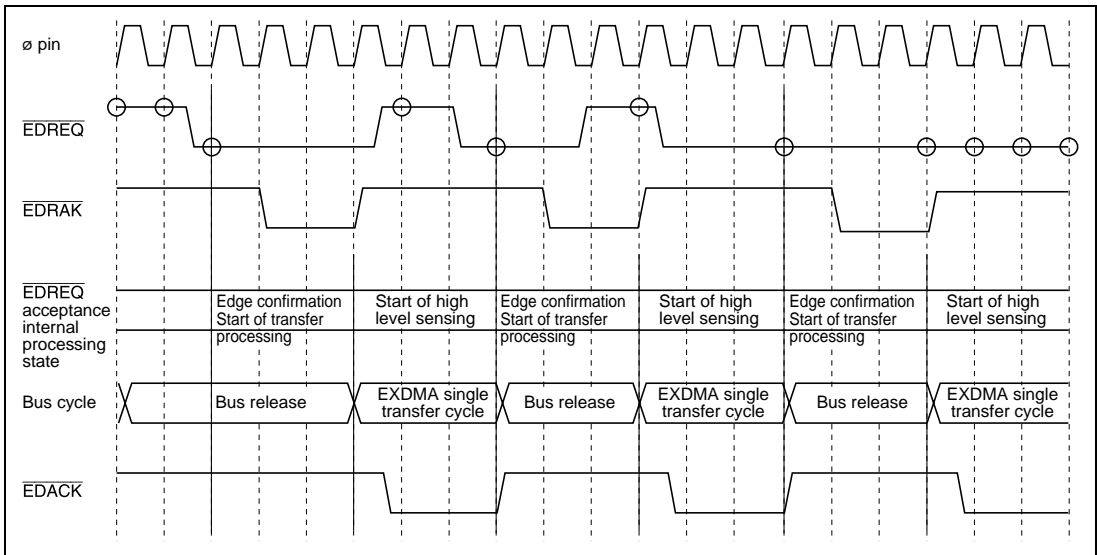 ø pin
EDREQ
EDRAK
EDREQ
acceptance
internal
processing
state
Edge confirmation
Start of transfer
processing)
Start of high
level sensing
Edge confirmation
Start of transfer
processing)
Start of high
level sensing
Edge confirmation
Start of transfer
processing)
Start of high
level sensing
Bus cycle
Bus release
EXDMA single
transfer cycle
Bus release
EXDMA single
transfer cycle
Bus release
EXDMA single
transfer cycle
EDACK